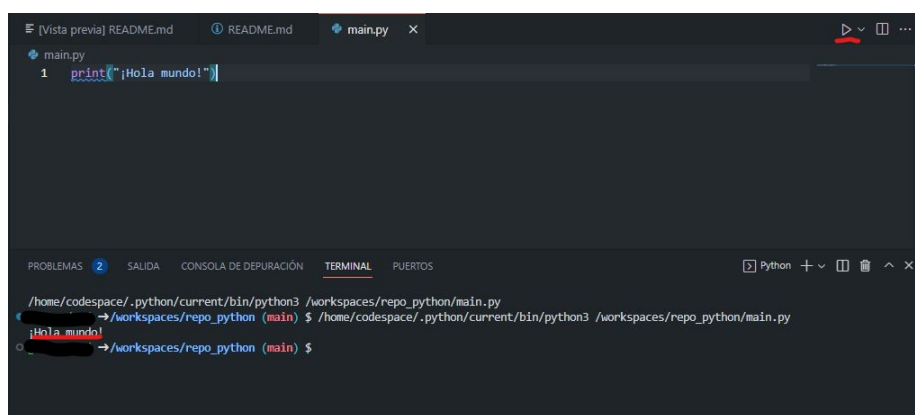 [Vista previa] README.md README.md main.py
main.py
1 print("¡Hola mundo!")
PROBLEMAS 2 SALIDA CONSOLA DE DEPURACIÓN TERMINAL PUERTOS Python
/home/codespace/.python/current/bin/python3 /workspaces/repo_python/main.py
→/workspaces/repo_python (main) $ /home/codespace/.python/current/bin/python3 /workspaces/repo_python/main.py
¡Hola mundo!
→/workspaces/repo_python (main) $